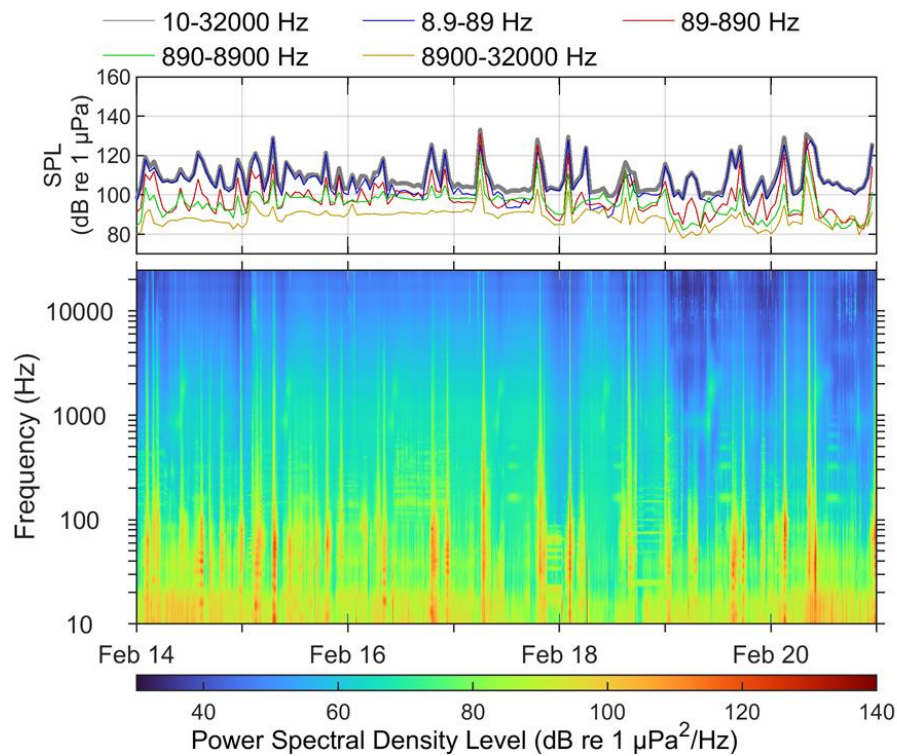 10-32000 Hz 8.9-89 Hz 89-890 Hz
890-8900 Hz 8900-32000 Hz
160
140
120
100
80
SPL
(dB re 1 µPa)
10000
1000
100
10
Frequency (Hz)
Feb 14 Feb 16 Feb 18 Feb 20
40 60 80 100 120 140
Power Spectral Density Level (dB re 1 µPa²/Hz)